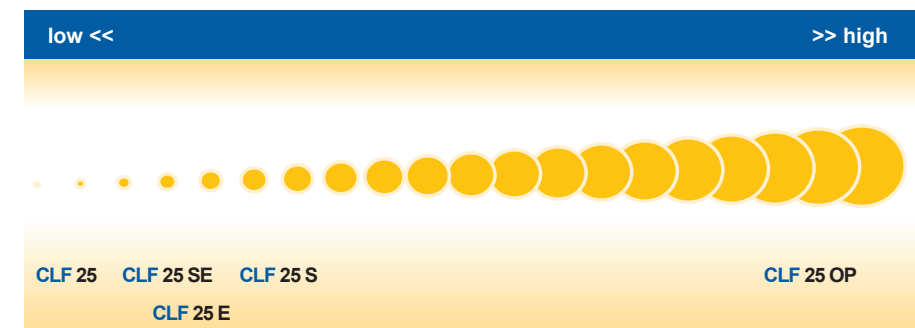 low << >> high
CLF 25 CLF 25 SE CLF 25 S CLF 25 OP
CLF 25 E